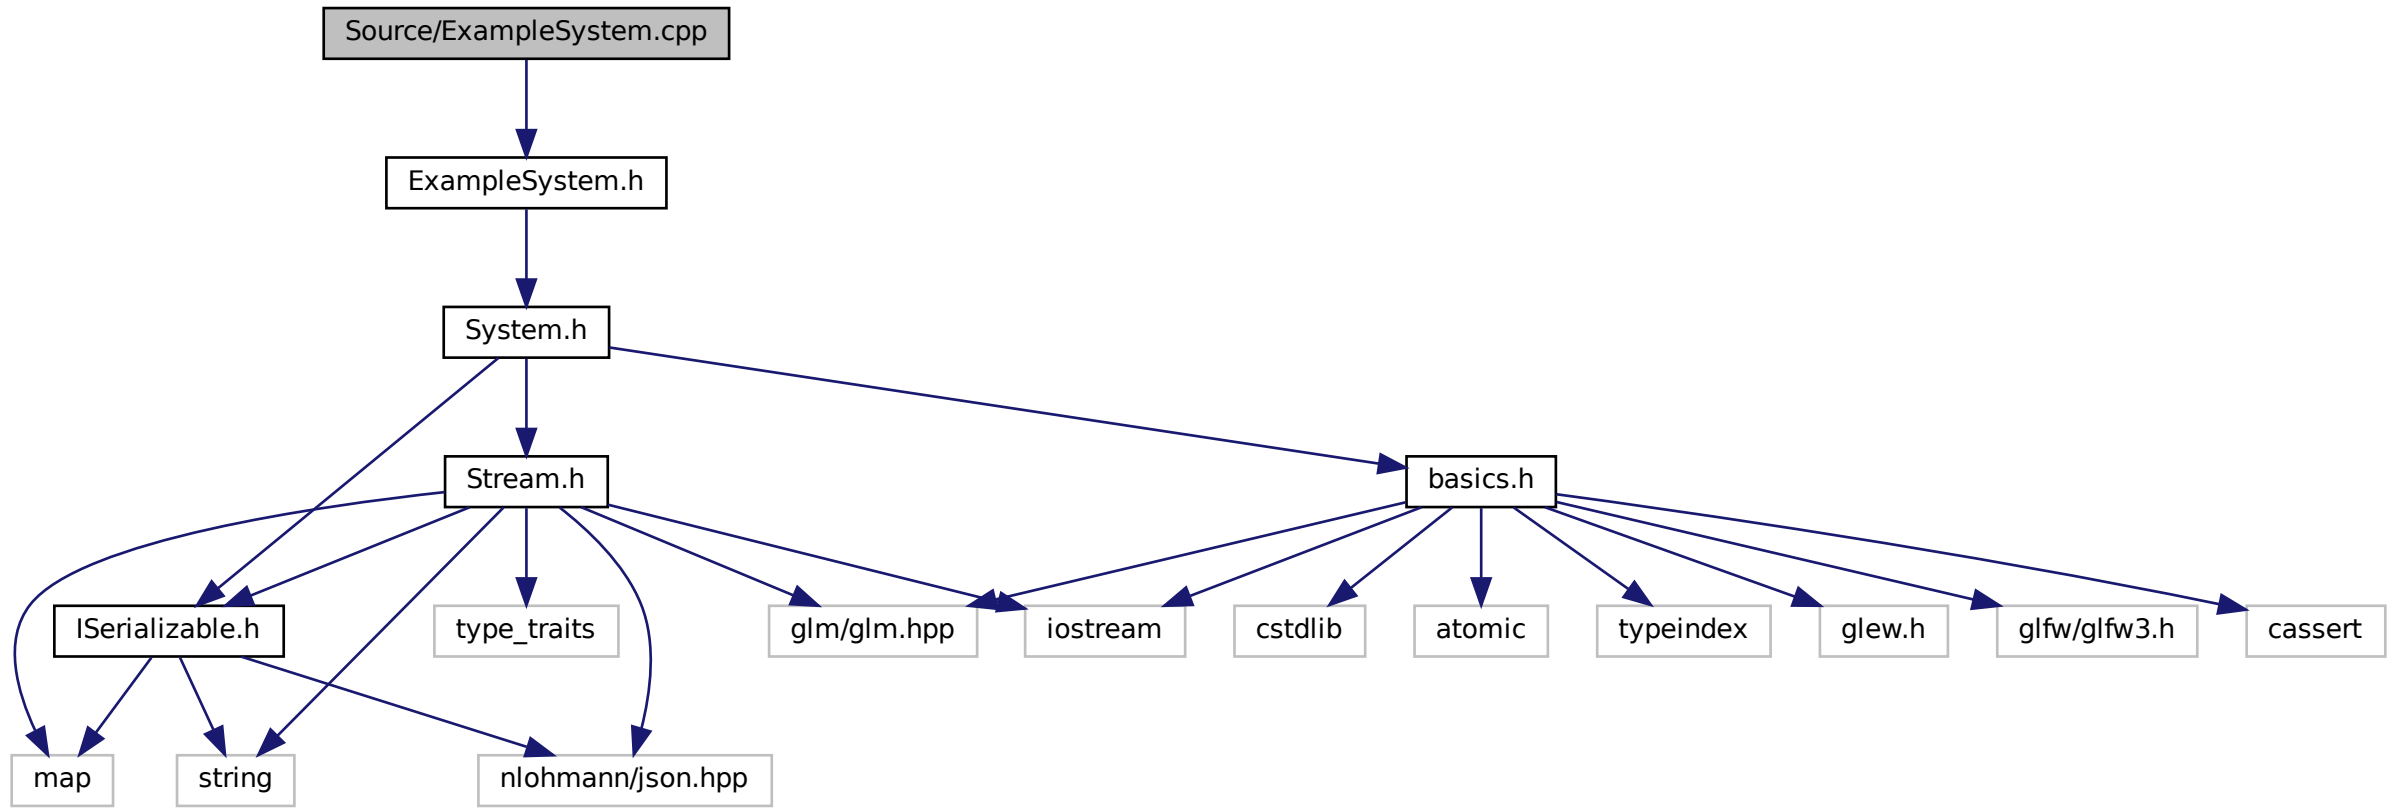 Source/ExampleSystem.cpp
ExampleSystem.h
System.h
Stream.h
basics.h
ISerializable.h
type_traits
glm/glm.hpp
iostream
cstdlib
atomic
typeindex
glew.h
glfw/glfw3.h
cassert
map
string
nlohmann/json.hpp